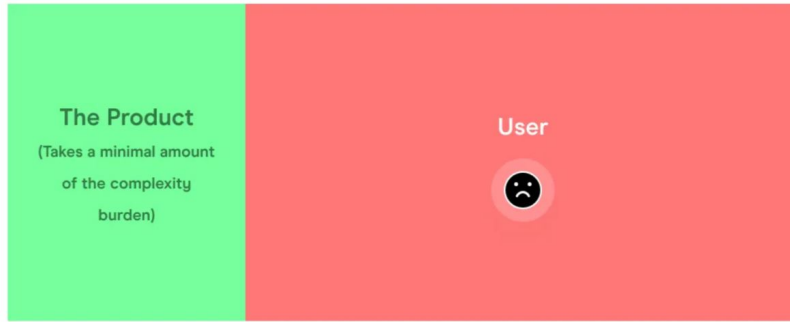 The Product
(Takes a minimal amount
of the complexity
burden)
User